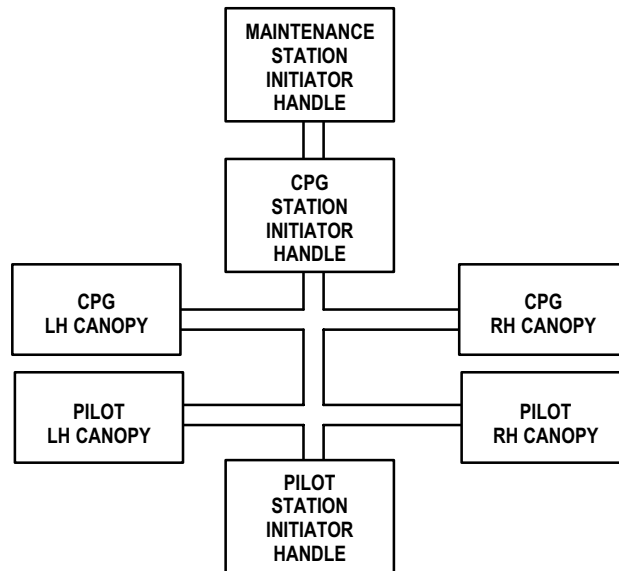 MAINTENANCE
STATION
INITIATOR
HANDLE
CPG
STATION
INITIATOR
HANDLE
CPG
LH CANOPY
CPG
RH CANOPY
PILOT
LH CANOPY
PILOT
RH CANOPY
PILOT
STATION
INITIATOR
HANDLE